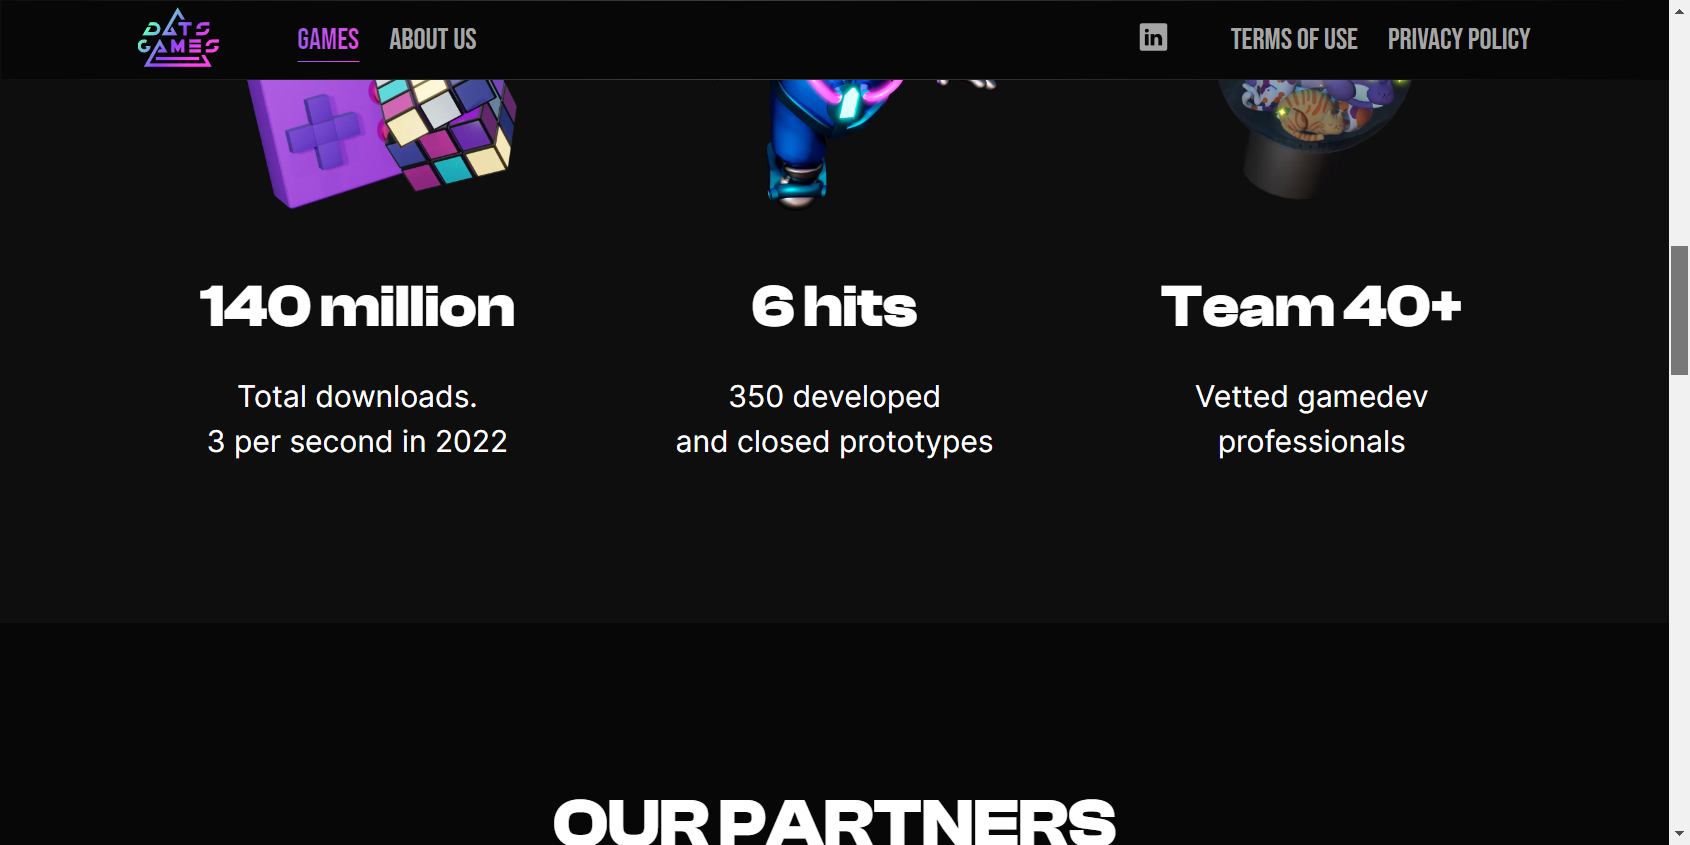 DATS
GAMES
GAMES
ABOUT US
in
TERMS OF USE
PRIVACY POLICY
140 million
Total downloads.
3 per second in 2022
6 hits
350 developed
and closed prototypes
Team 40+
Vetted gamedev
professionals
OUR PARTNERS